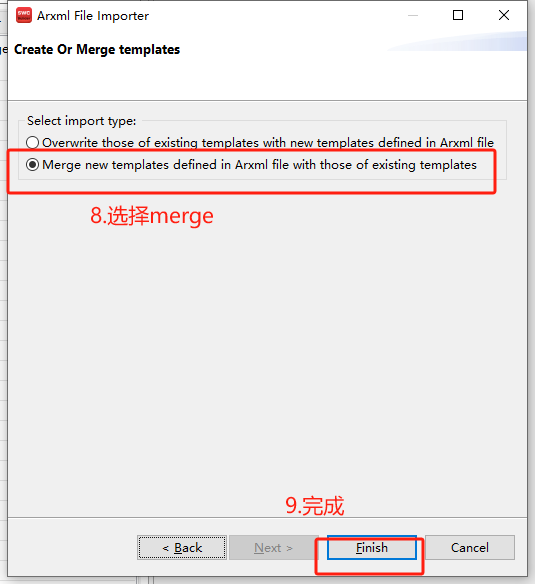 SWC
Arxml File Importer
Create Or Merge templates
Select import type:
Overwrite those of existing templates with new templates defined in Arxml file
Merge new templates defined in Arxml file with those of existing templates
8.选择merge
9.完成
< Back
Next >
Finish
Cancel